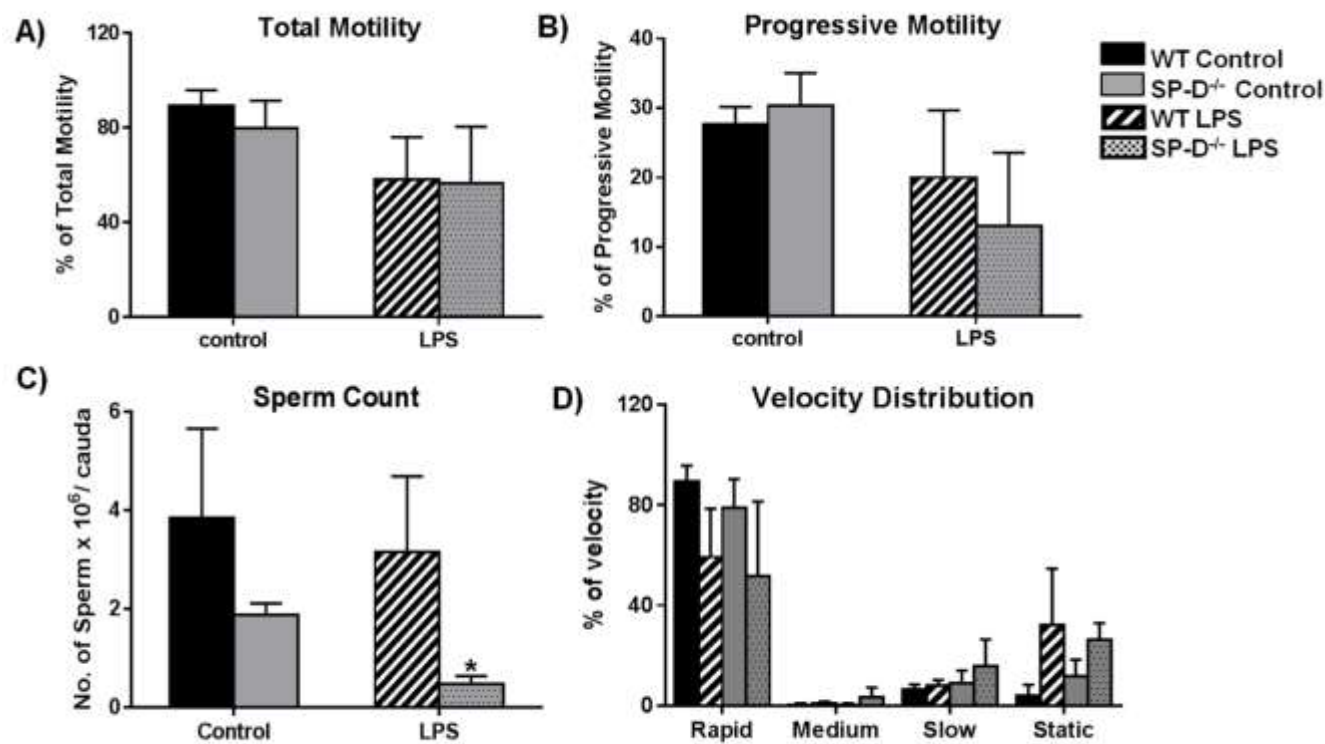 A) Total Motility
% of Total Motility
120
80
40
0
control LPS
B) Progressive Motility
% of Progressive Motility
40
30
20
10
0
control LPS
WT Control
SP-D-/- Control
WT LPS
SP-D-/- LPS
C) Sperm Count
No. of Sperm x 10⁶/ cauda
6
4
2
0
*
Control LPS
D) Velocity Distribution
% of velocity
120
80
40
0
Rapid Medium Slow Static